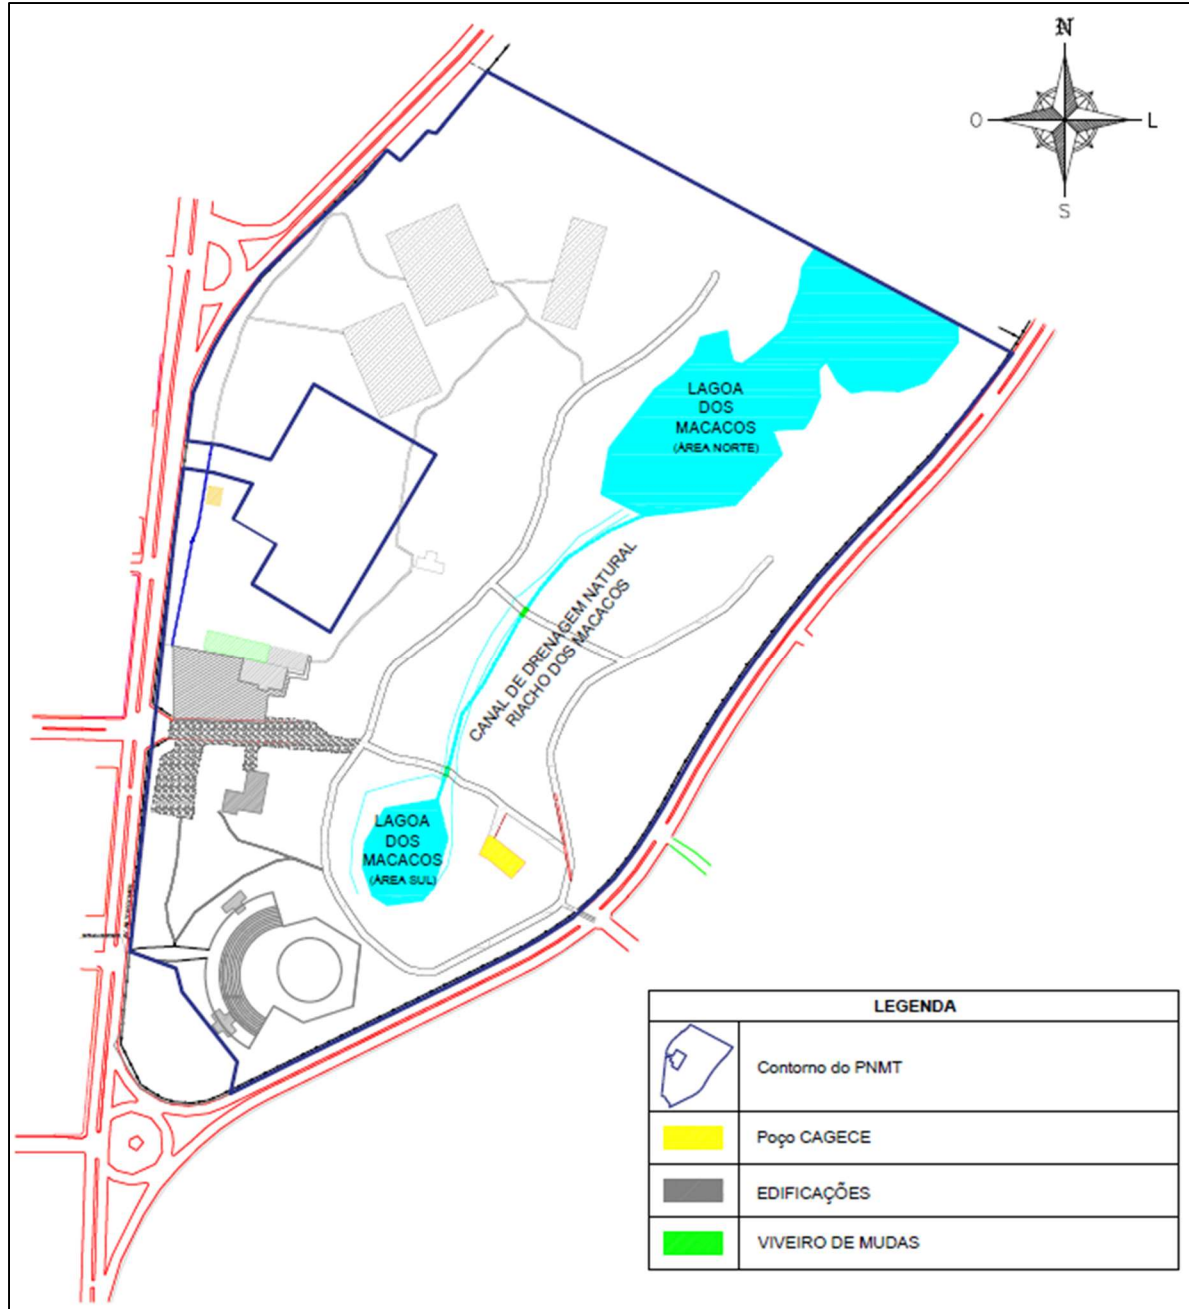 N
O
L
S
LAGOA
DOS
MACACOS
(ÁREA NORTE)
CANAL DE DRENAGEM NATURAL
RIACHO DOS MACACOS
LAGOA
DOS
MACACOS
(ÁREA SUL)
LEGENDA
Contorno do PNMT
Poço CAGECE
EDIFICAÇÕES
VIVEIRO DE MUDAS